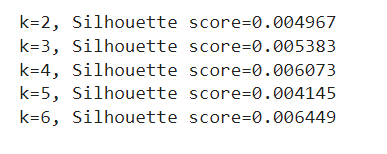 k=2, Silhouette score=0.004967
k=3, Silhouette score=0.005383
k=4, Silhouette score=0.006073
k=5, Silhouette score=0.004145
k=6, Silhouette score=0.006449